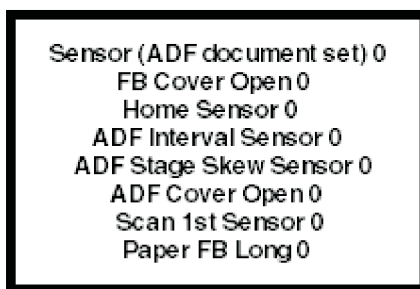 Sensor (ADF document set) 0
FB Cover Open 0
Home Sensor 0
ADF Interval Sensor 0
ADF Stage Skew Sensor 0
ADF Cover Open 0
Scan 1st Sensor 0
Paper FB Long 0